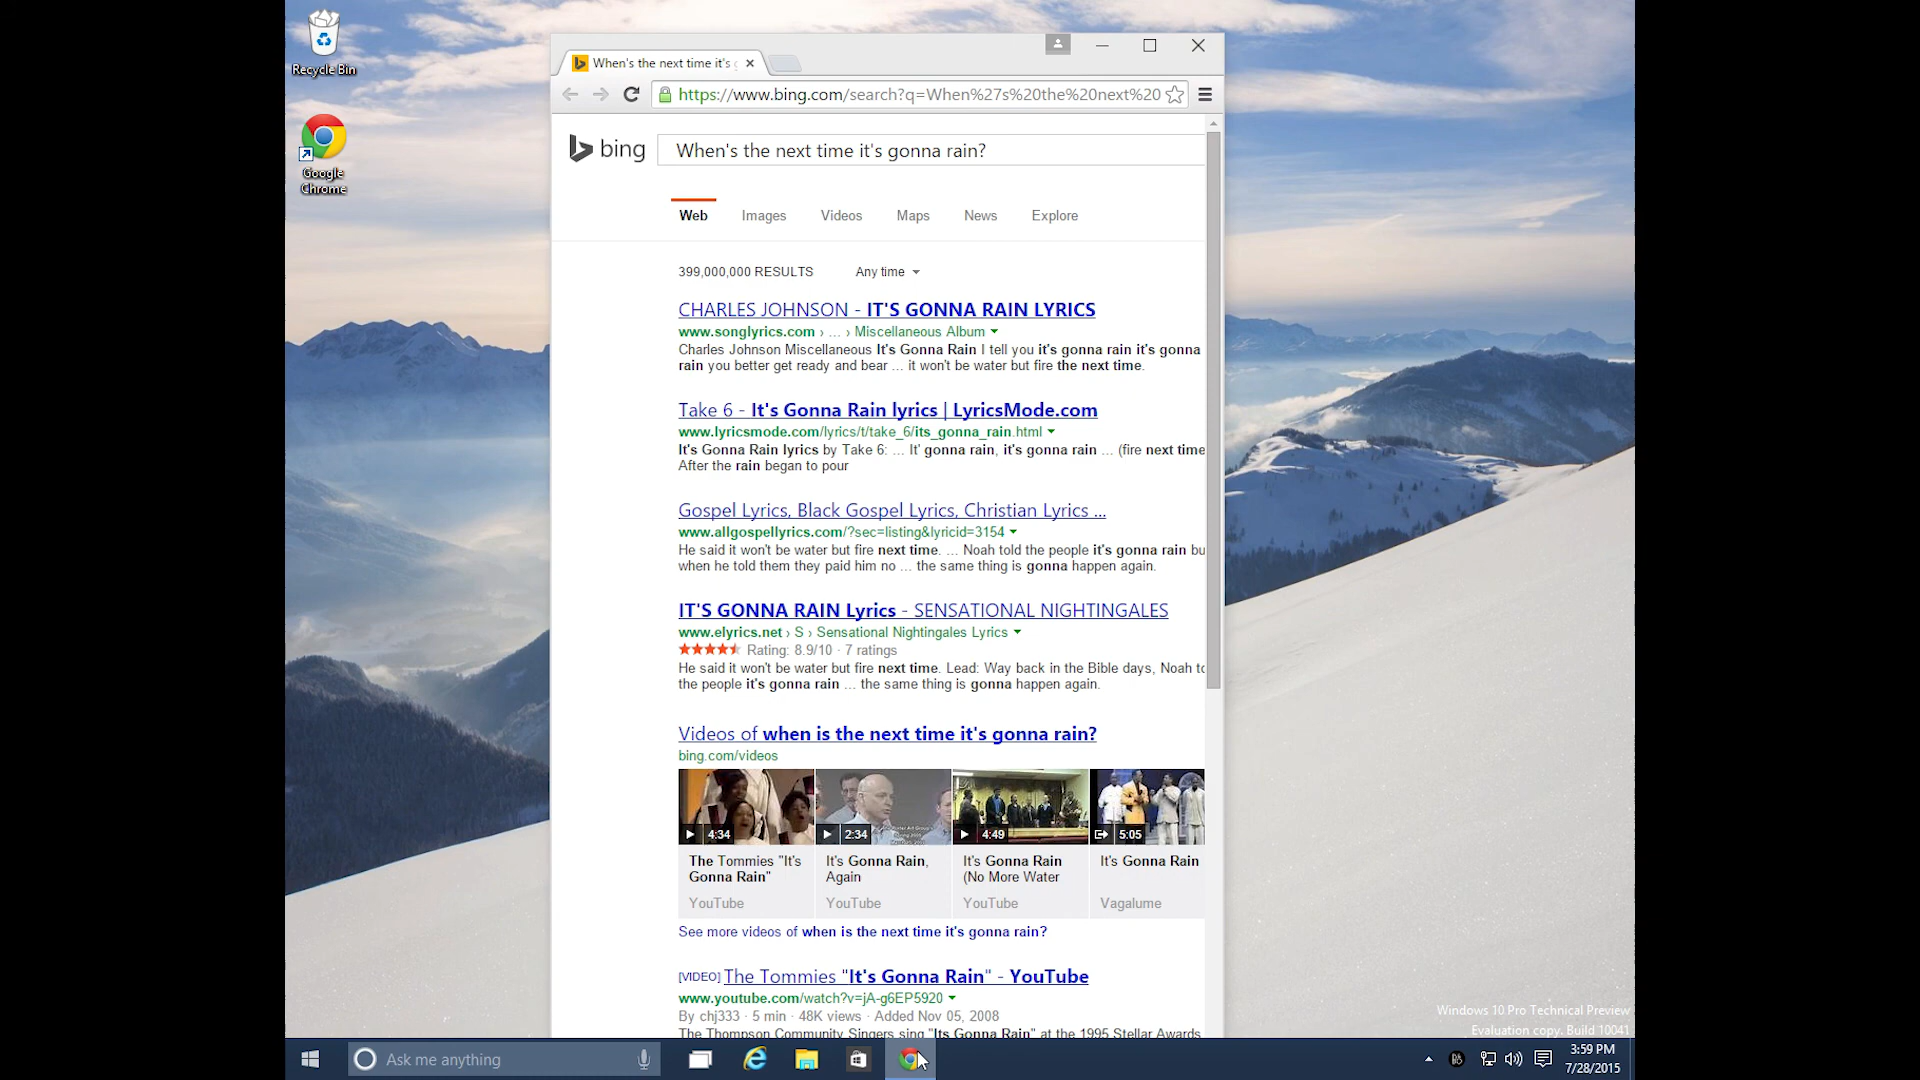 Recycle Bin
Google
Chrome
When's the next time it's
https://www.bing.com/search?q=When%27s%20the%20next%20
bing
When's the next time it's gonna rain?
Web Images Videos Maps News Explore
399,000,000 RESULTS Any time
CHARLES JOHNSON - IT'S GONNA RAIN LYRICS
www.songlyrics.com › ... › Miscellaneous Album
Charles Johnson Miscellaneous It's Gonna Rain I tell you it's gonna rain it's gonna
rain you better get ready and bear ... it won't be water but fire the next time.
Take 6 - It's Gonna Rain lyrics | LyricsMode.com
www.lyricsmode.com/lyrics/t/take_6/its_gonna_rain.html
It's Gonna Rain lyrics by Take 6: ... It' gonna rain, it's gonna rain ... (fire next time
After the rain began to pour
Gospel Lyrics, Black Gospel Lyrics, Christian Lyrics ...
www.allgospellyrics.com/?sec=listing&lyricid=3154
He said it won't be water but fire next time. ... Noah told the people it's gonna rain bu
when he told them they paid him no ... the same thing is gonna happen again.
IT'S GONNA RAIN Lyrics - SENSATIONAL NIGHTINGALES
www.elyrics.net › S › Sensational Nightingales Lyrics
Rating: 8.9/10 · 7 ratings
He said it won't be water but fire next time. Lead: Way back in the Bible days, Noah to
the people it's gonna rain ... the same thing is gonna happen again.
Videos of when is the next time it's gonna rain?
bing.com/videos
4:34 2:34 4:49 5:05
The Tommies "It's Gonna Rain"
YouTube
It's Gonna Rain, Again
YouTube
It's Gonna Rain (No More Water
YouTube
It's Gonna Rain
Vagalume
See more videos of when is the next time it's gonna rain?
[VIDEO] The Tommies "It's Gonna Rain" - YouTube
www.youtube.com/watch?v=jA-g6EP5920
By chj333 · 5 min · 48K views · Added Nov 05, 2008
The Thompson Community Singers sing "Its Gonna Rain" at the 1995 Stellar Awards
Windows 10 Pro Technical Preview
Evaluation copy. Build 10041
Ask me anything
3:59 PM
7/28/2015